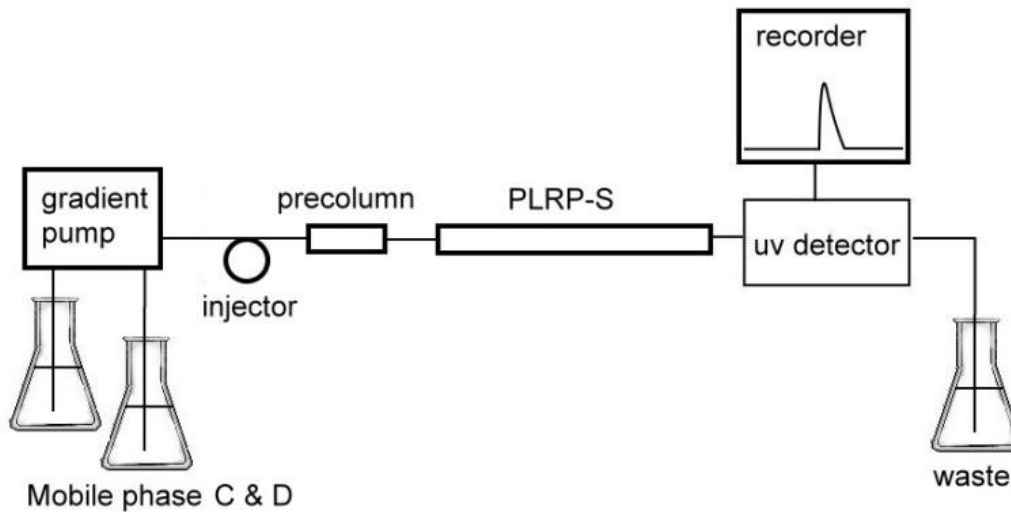 recorder
gradient
pump
precolumn
PLRP-S
uv detector
injector
Mobile phase C & D
waste